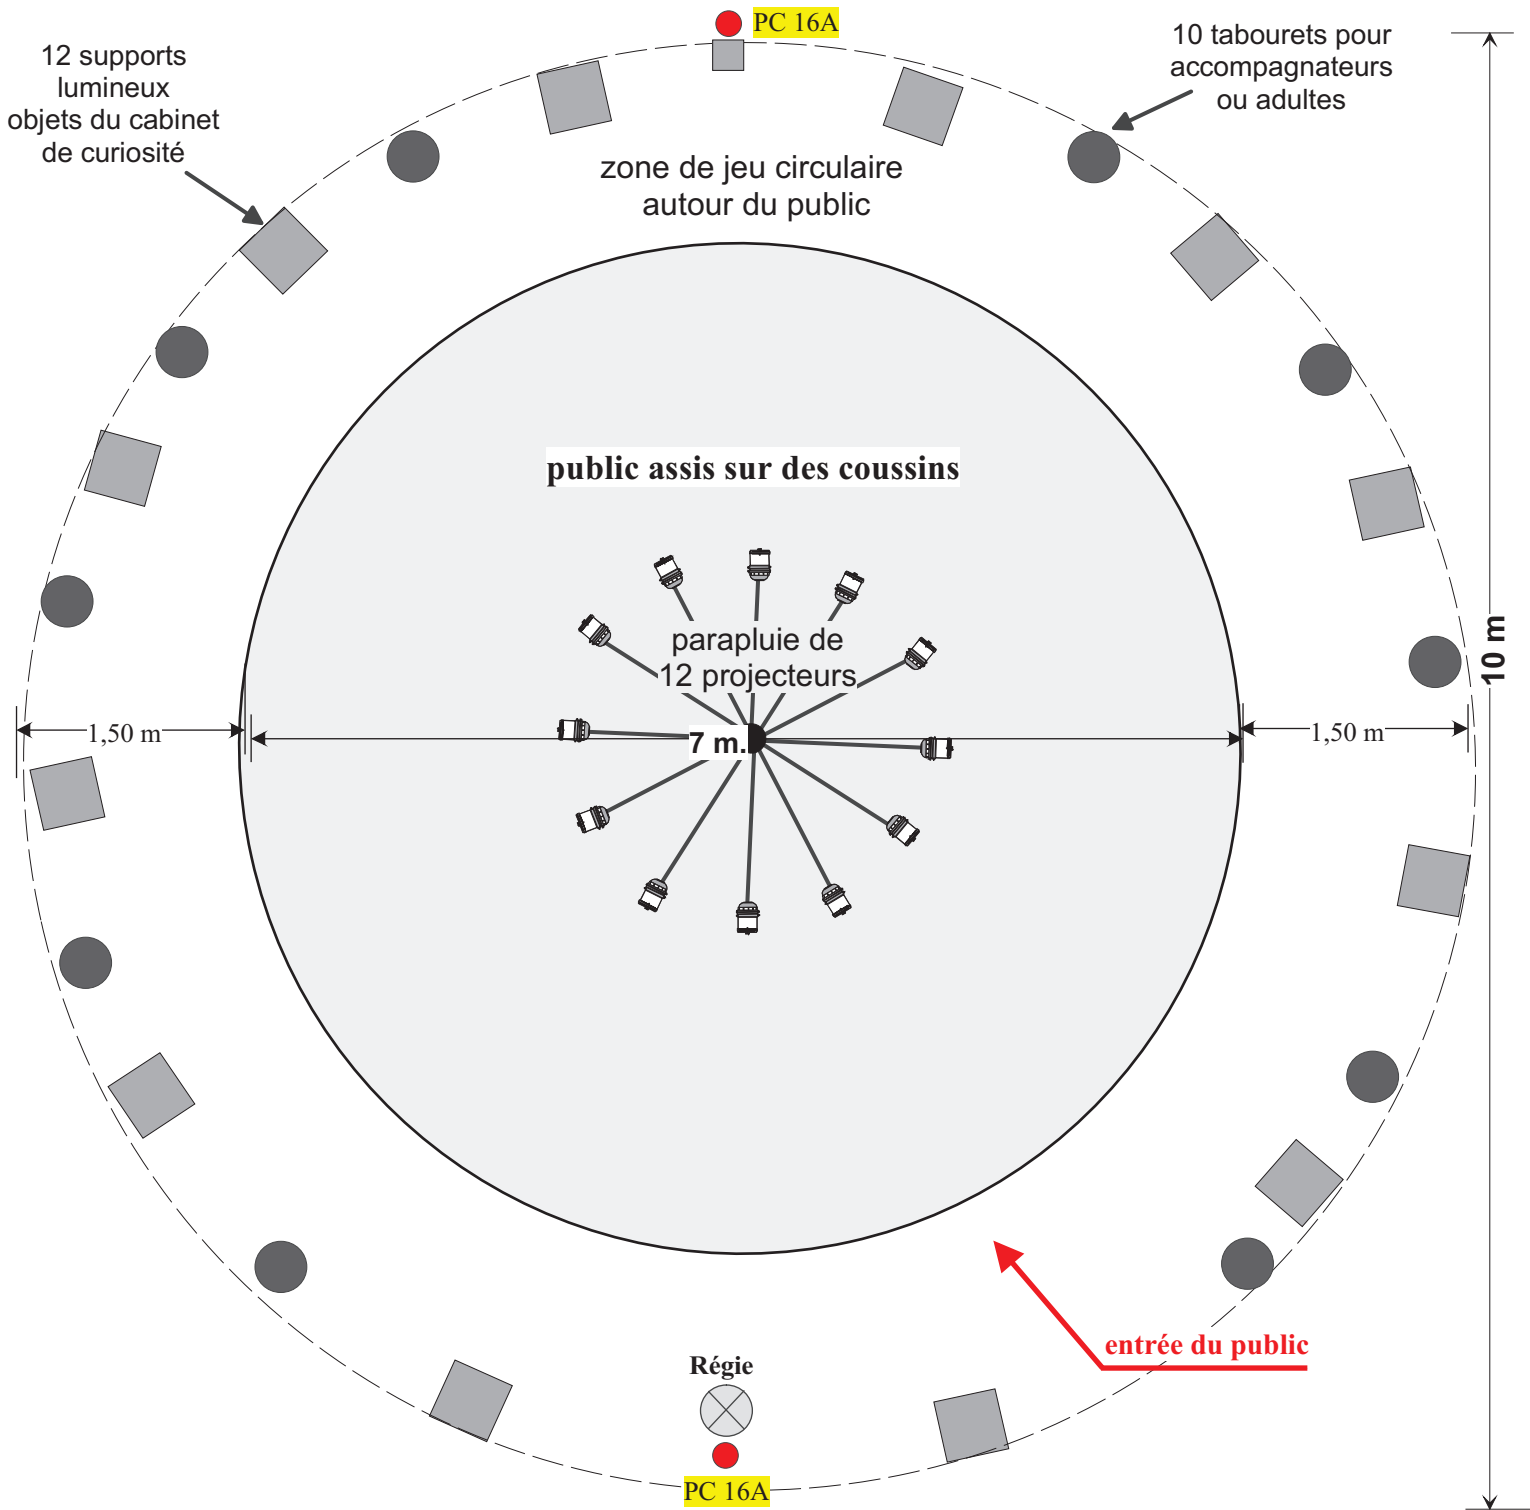 PC 16A
12 supports
lumineux
objets du cabinet
de curiosité
10 tabourets pour
accompagnateurs
ou adultes
zone de jeu circulaire
autour du public
public assis sur des coussins
parapluie de
12 projecteurs
10 m
1,50 m
7 m.
1,50 m
entrée du public
Régie
PC 16A